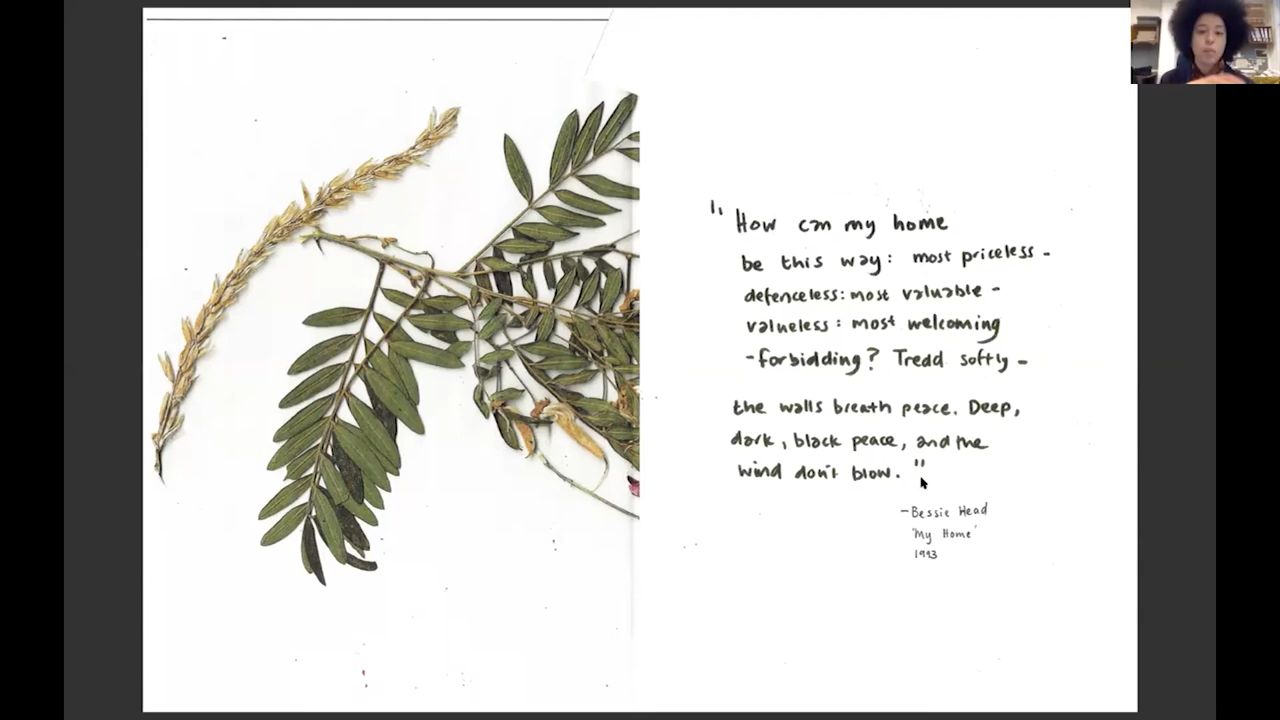 "How can my home
be this way: most priceless -
defenceless: most valuable -
valueless: most welcoming
-forbidding? Tread softly -
the walls breath peace. Deep,
dark, black peace, and the
wind don't blow."
-Bessie Head
'My Home'
1993